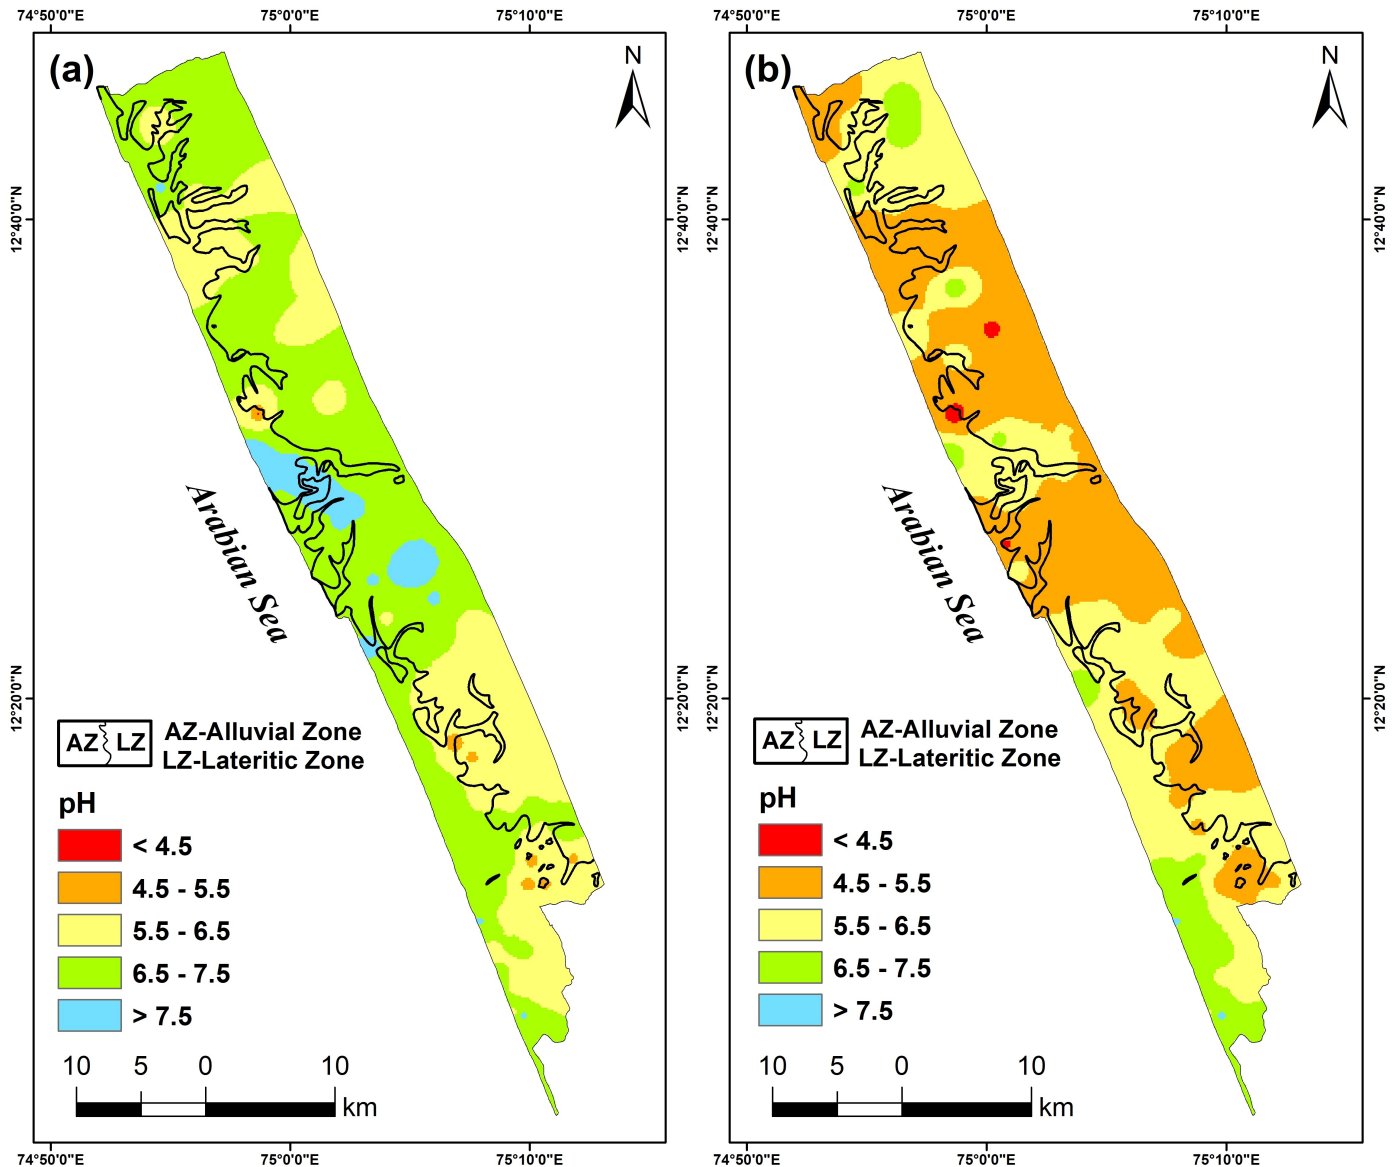 74°50'0"E 75°0'0"E 75°10'0"E
(a)
N
12°40'0"N
12°40'0"N
Arabian Sea
12°20'0"N
AZ LZ
AZ-Alluvial Zone
LZ-Lateritic Zone
pH
< 4.5
4.5 - 5.5
5.5 - 6.5
6.5 - 7.5
> 7.5
10 5 0 10
km
74°50'0"E 75°0'0"E 75°10'0"E
74°50'0"E 75°0'0"E 75°10'0"E
(b)
N
12°40'0"N
12°40'0"N
Arabian Sea
12°20'0"N
12°20'0"N
AZ LZ
AZ-Alluvial Zone
LZ-Lateritic Zone
pH
< 4.5
4.5 - 5.5
5.5 - 6.5
6.5 - 7.5
> 7.5
10 5 0 10
km
74°50'0"E 75°0'0"E 75°10'0"E
12°20'0"N